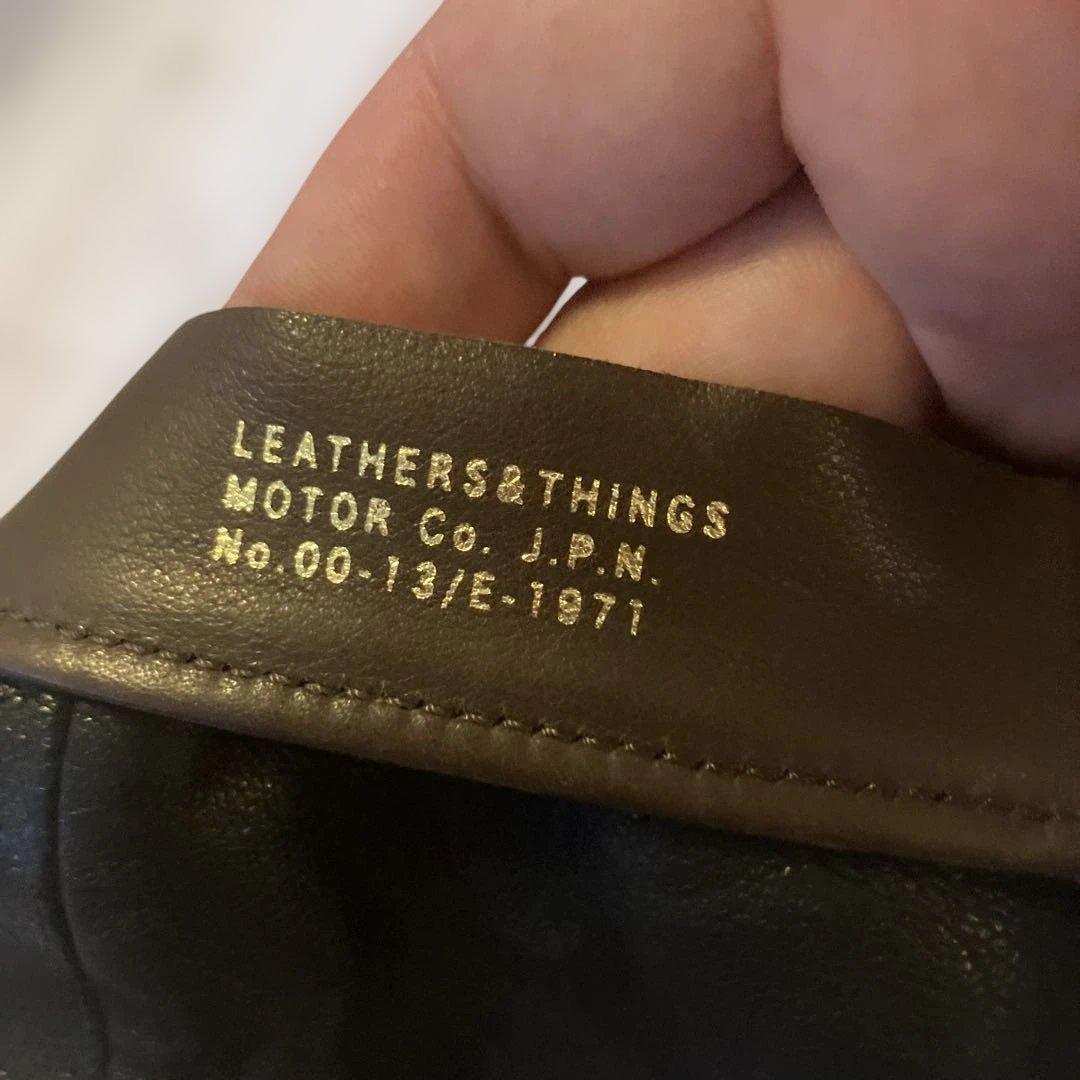 LEATHERS&THINGS
MOTOR Co. J.P.N.
No.00-13/E-1971